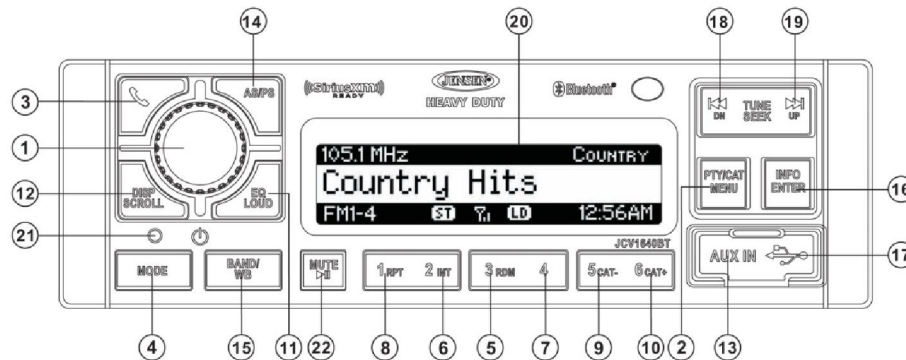 14
20
18
19
3
AS/PS
((SiriusXM))
READY
JENSEN
HEAVY DUTY
Bluetooth®
DN
TUNE
SEEK
UP
1
105.1 MHz
COUNTRY
Country Hits
FM1-4
ST
LD
12:56AM
12
DISP
SCROLL
EQ
LOUD
PTY/CAT
MENU
INFO
ENTER
16
21
JCV1640BT
MODE
BAND/
WB
MUTE
1 RPT
2 INT
3 RDM
4
5 CAT-
6 CAT+
AUX IN
17
4
15
11
22
8
6
5
7
9
10
2
13